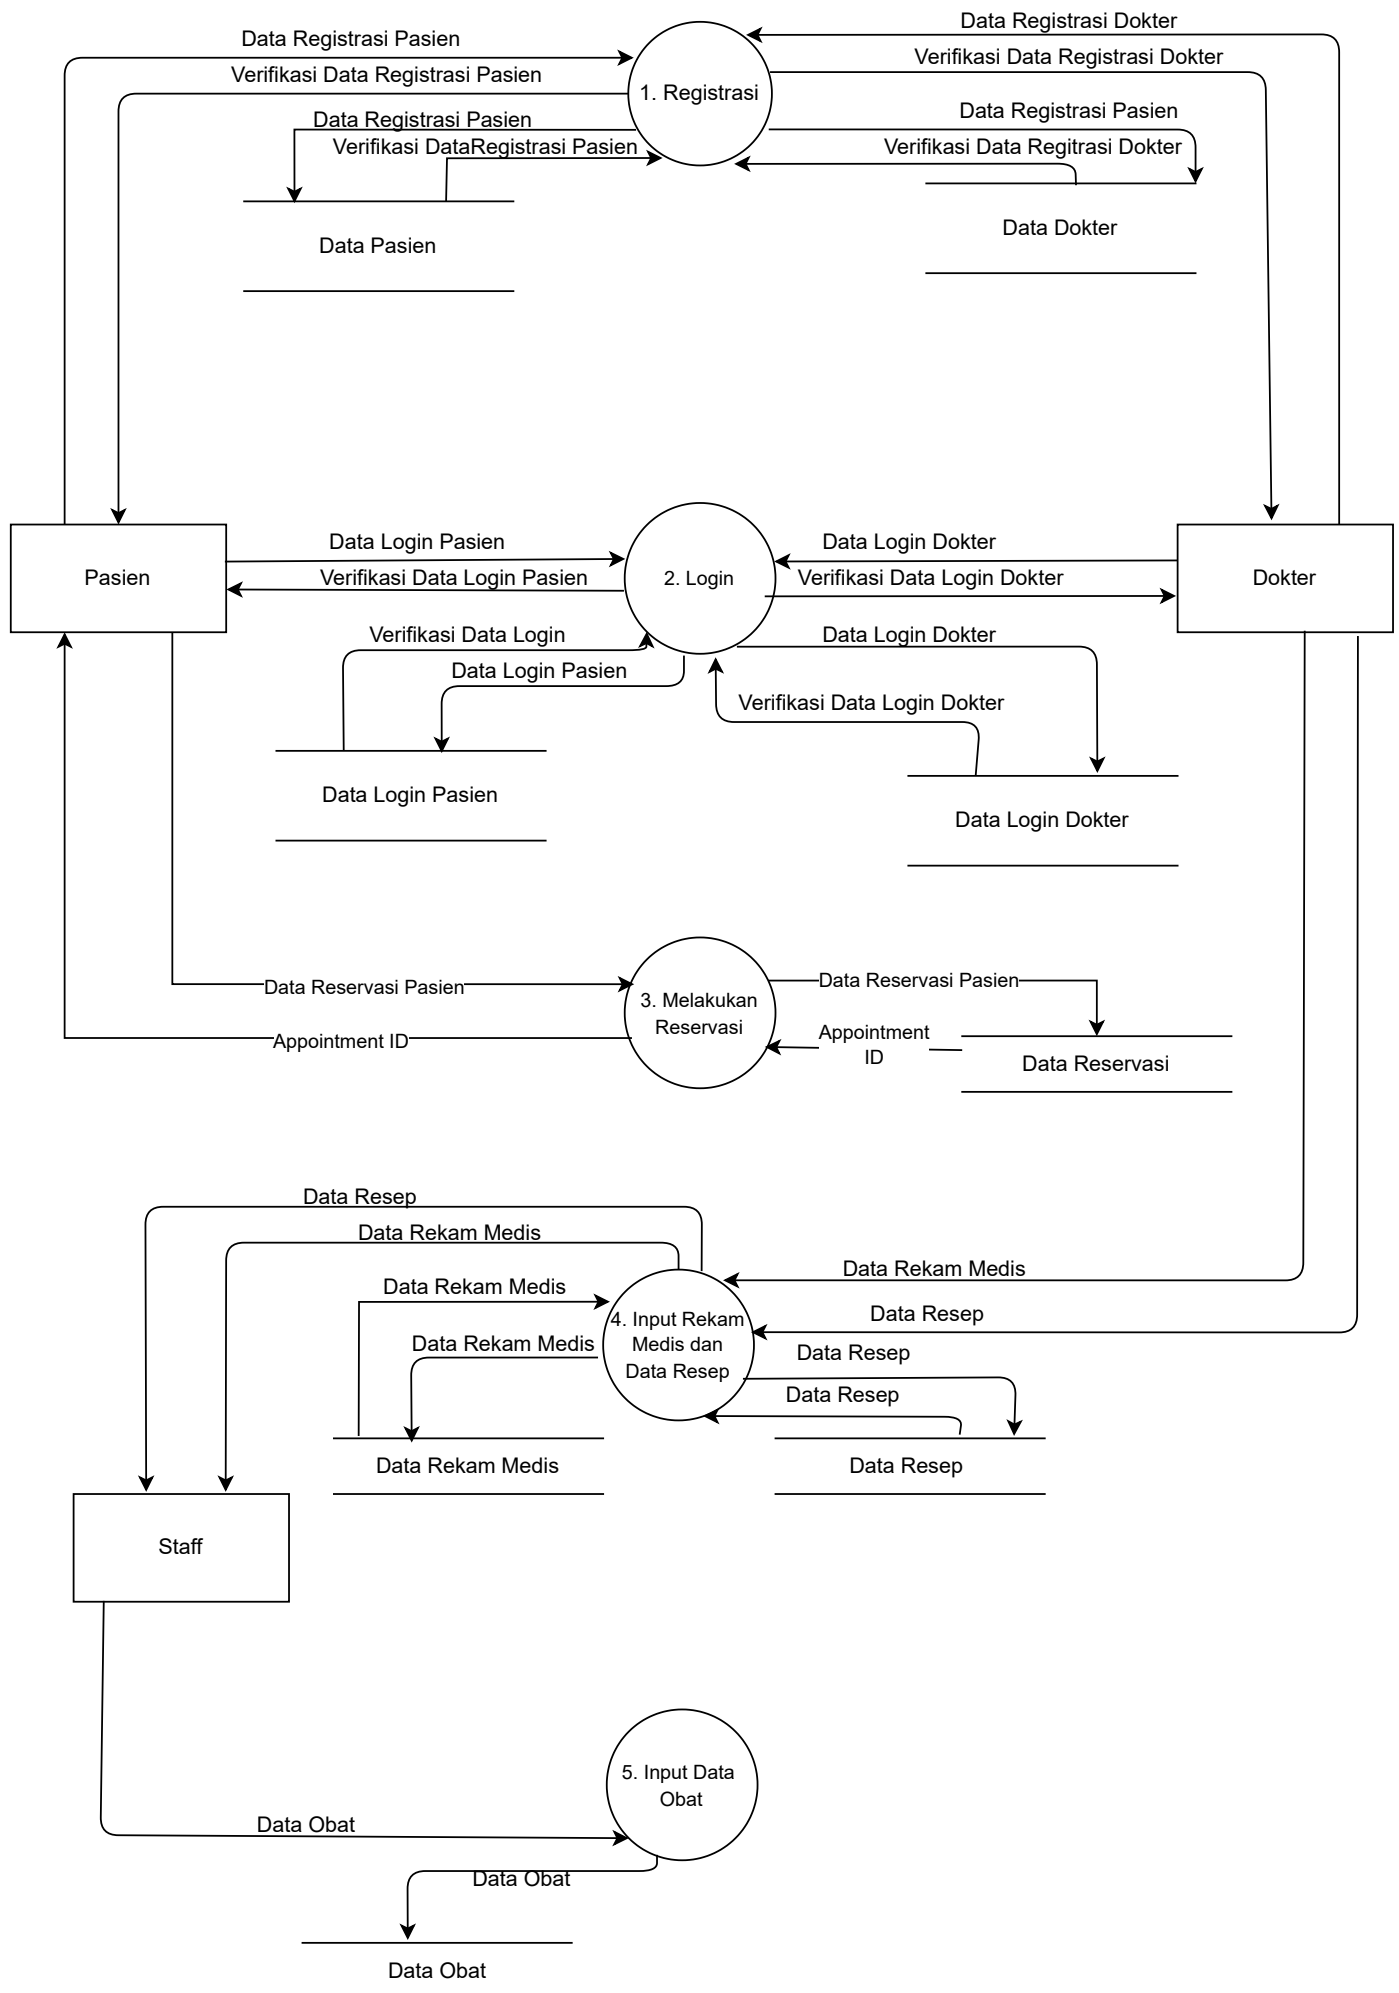 Data Registrasi Dokter
Data Registrasi Pasien
Verifikasi Data Registrasi Dokter
Verifikasi Data Registrasi Pasien
1. Registrasi
Data Registrasi Pasien
Data Registrasi Pasien
Verifikasi DataRegistrasi Pasien
Verifikasi Data Regitrasi Dokter
Data Pasien
Data Dokter
Data Login Pasien
Data Login Dokter
Pasien
Verifikasi Data Login Pasien
2. Login
Verifikasi Data Login Dokter
Dokter
Verifikasi Data Login
Data Login Dokter
Data Login Pasien
Verifikasi Data Login Dokter
Data Login Pasien
Data Login Dokter
Data Reservasi Pasien
3. Melakukan
Reservasi
Data Reservasi Pasien
Appointment ID
Appointment
ID
Data Reservasi
Data Resep
Data Rekam Medis
Data Rekam Medis
Data Rekam Medis
Data Resep
4. Input Rekam
Medis dan
Data Resep
Data Rekam Medis
Data Resep
Data Resep
Data Rekam Medis
Data Resep
Staff
5. Input Data
Obat
Data Obat
Data Obat
Data Obat